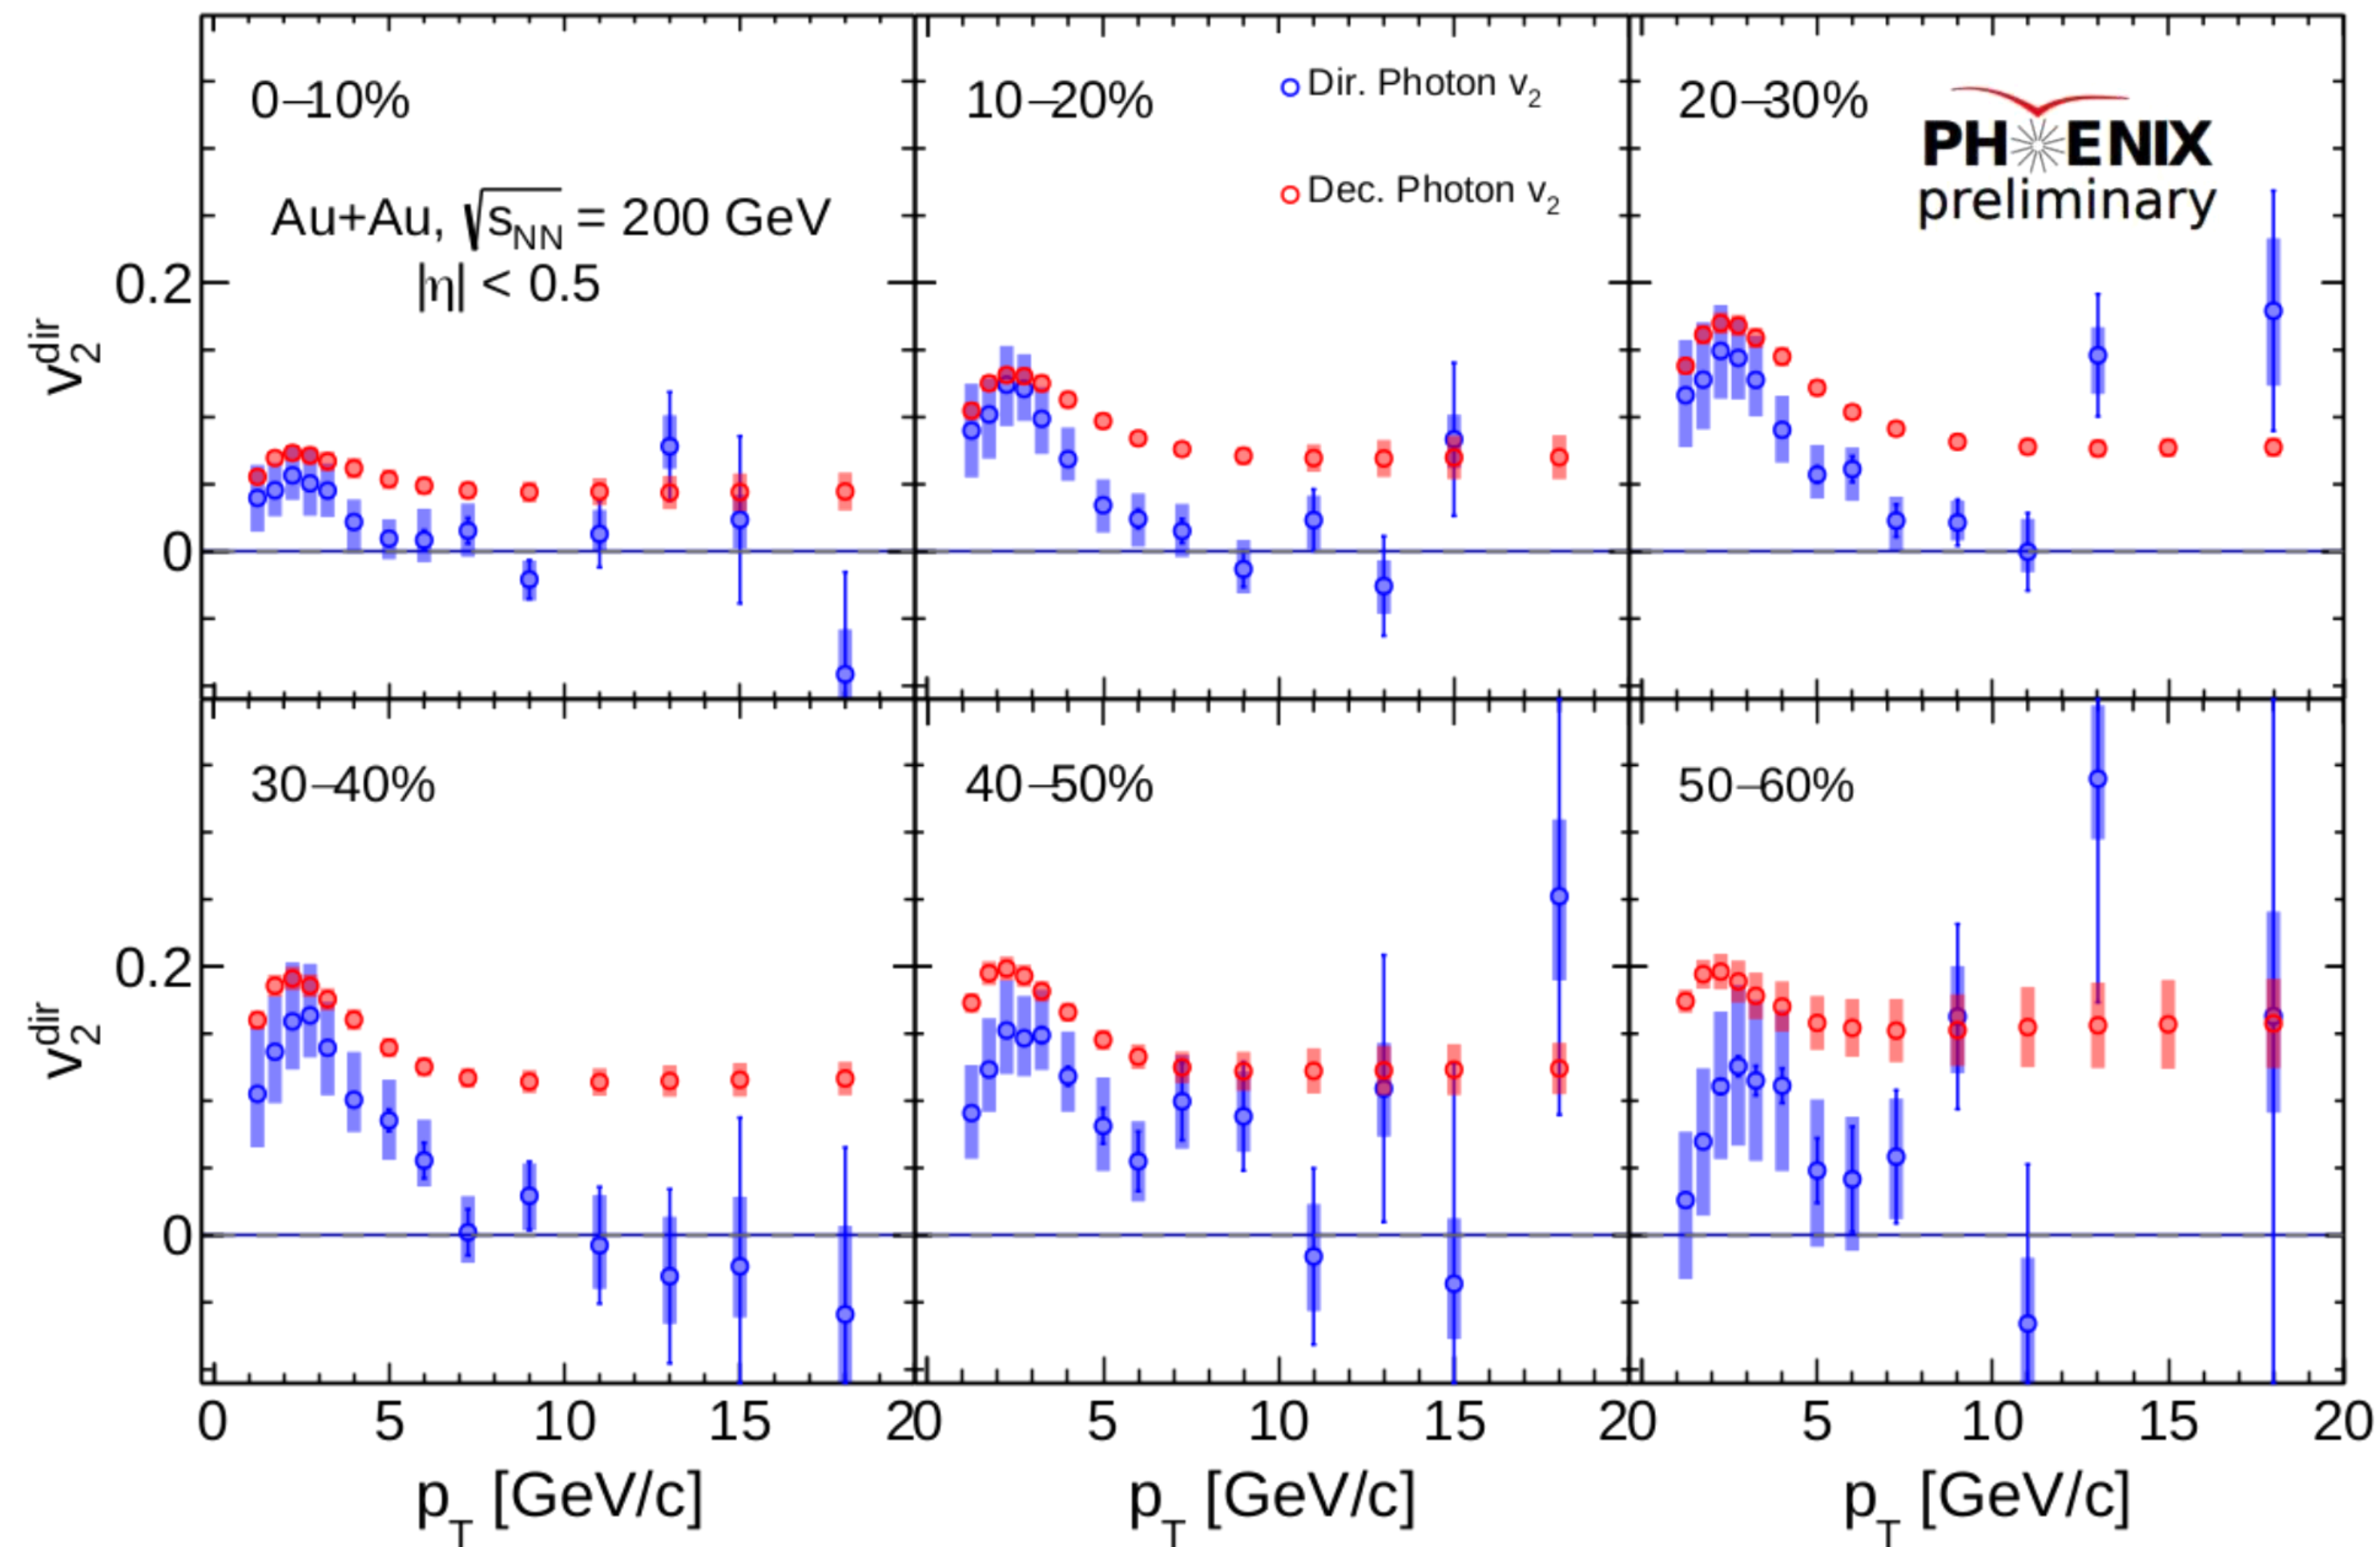 0–10%
10–20%
Dir. Photon v2
20–30%
PHENIX
preliminary
Dec. Photon v2
Au+Au, √sNN = 200 GeV
|η| < 0.5
0.2
v2dir
0
30–40%
40–50%
50–60%
0.2
v2dir
0
0 5 10 15 20 5 10 15 20 5 10 15 20
pT [GeV/c] pT [GeV/c] pT [GeV/c]